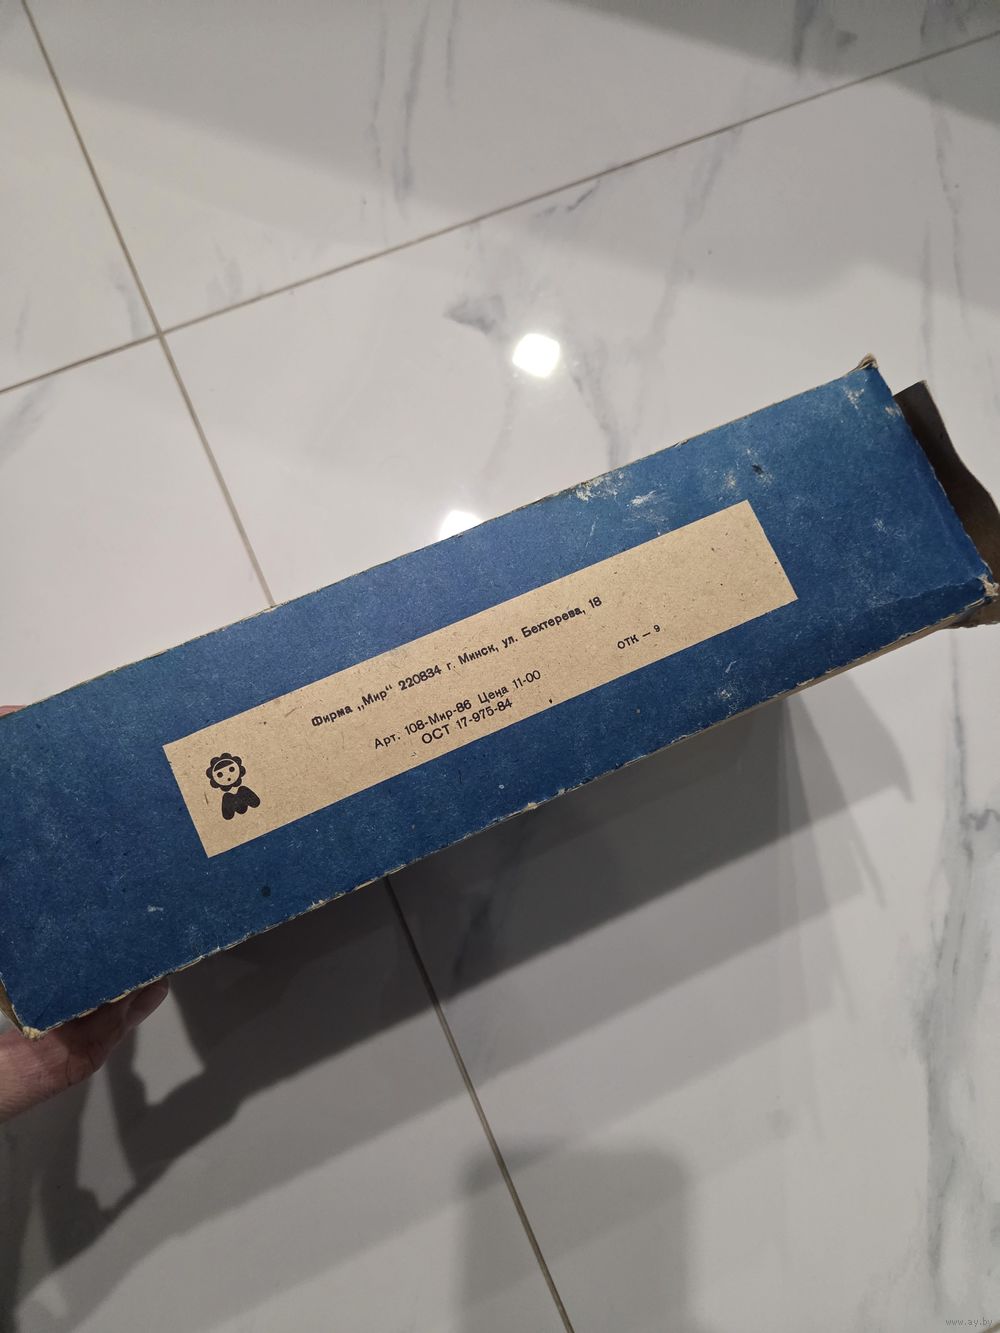 Фирма „Мир“ 220834 г. Минск, ул. Бехтерева, 18
Арт. 108-Мир-86 Цена 11-00
ОТК — 9
ОСТ 17-975-84
www.ay.by